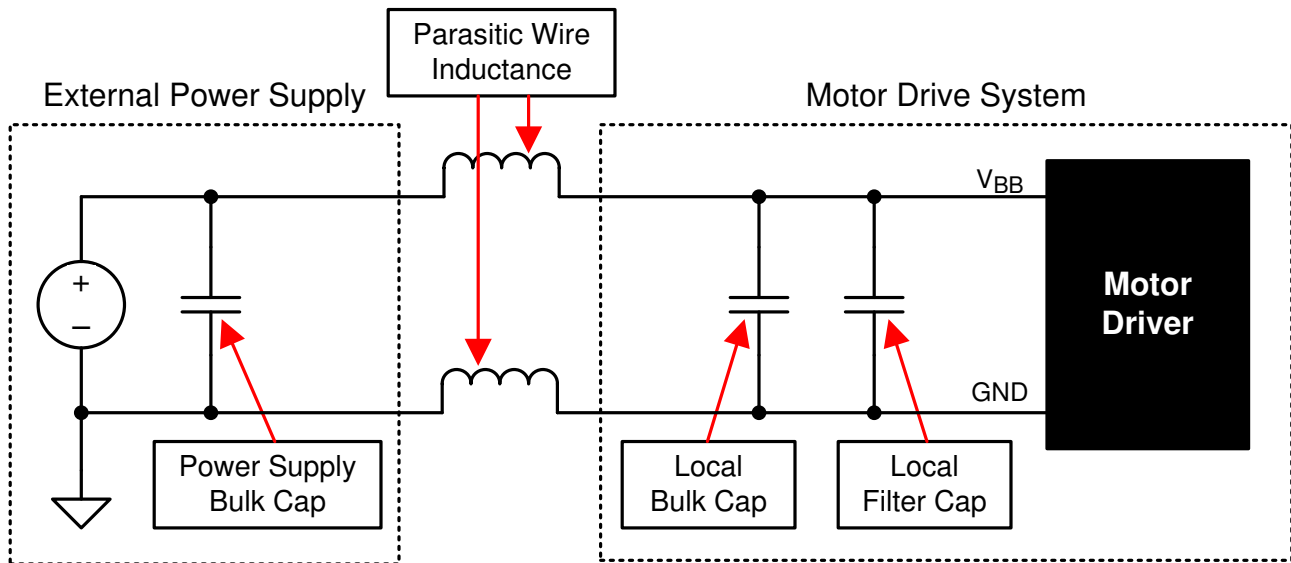 Parasitic Wire
Inductance
External Power Supply
Motor Drive System
VBB
+
–
Motor
Driver
GND
Power Supply
Bulk Cap
Local
Bulk Cap
Local
Filter Cap